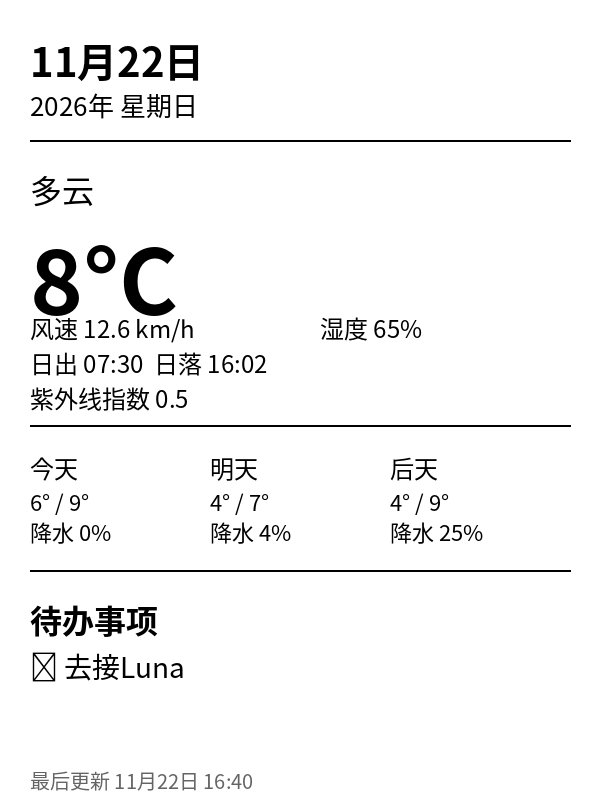 11月22日
2026年 星期日
多云
8°C
风速 12.6 km/h 湿度 65%
日出 07:30 日落 16:02
紫外线指数 0.5
今天 明天 后天
6° / 9° 4° / 7° 4° / 9°
降水 0% 降水 4% 降水 25%
待办事项
去接Luna
最后更新 11月22日 16:40